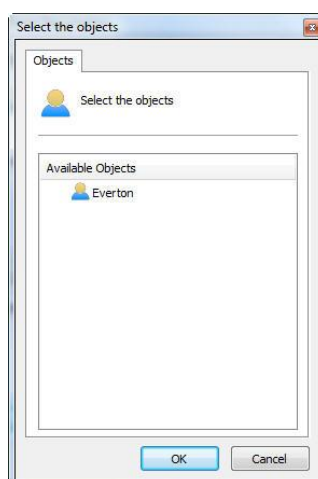 Select the objects
Objects
Select the objects
Available Objects
Everton
OK Cancel